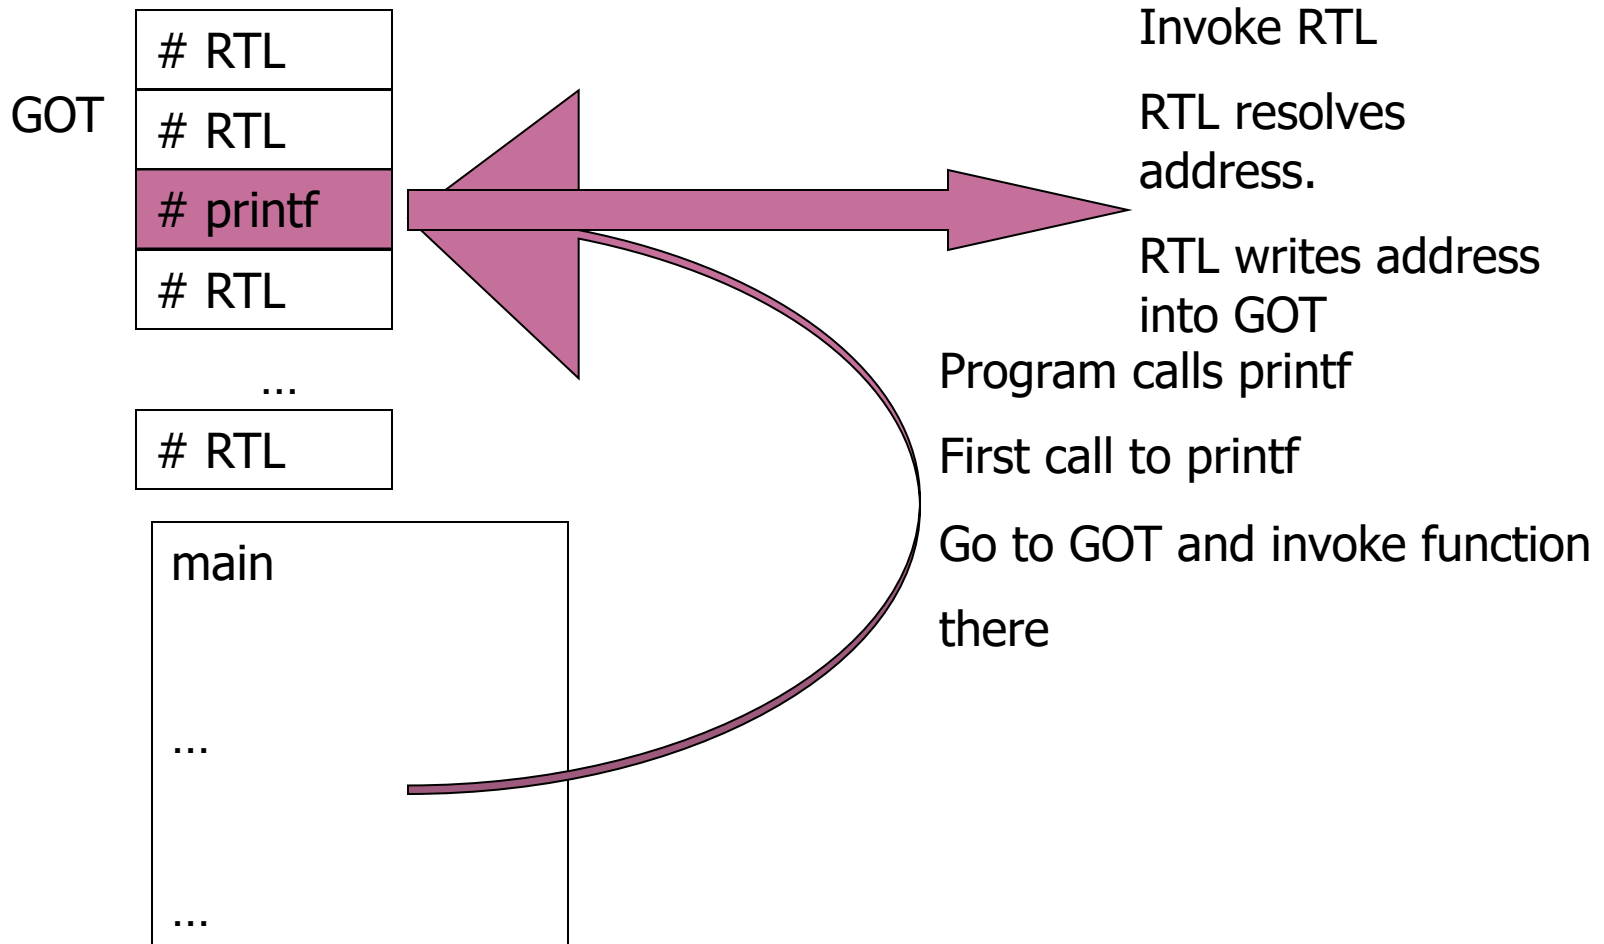 GOT
# RTL
# RTL
# printf
# RTL
...
# RTL
main
...
...
Invoke RTL
RTL resolves
address.
RTL writes address
into GOT
Program calls printf
First call to printf
Go to GOT and invoke function
there